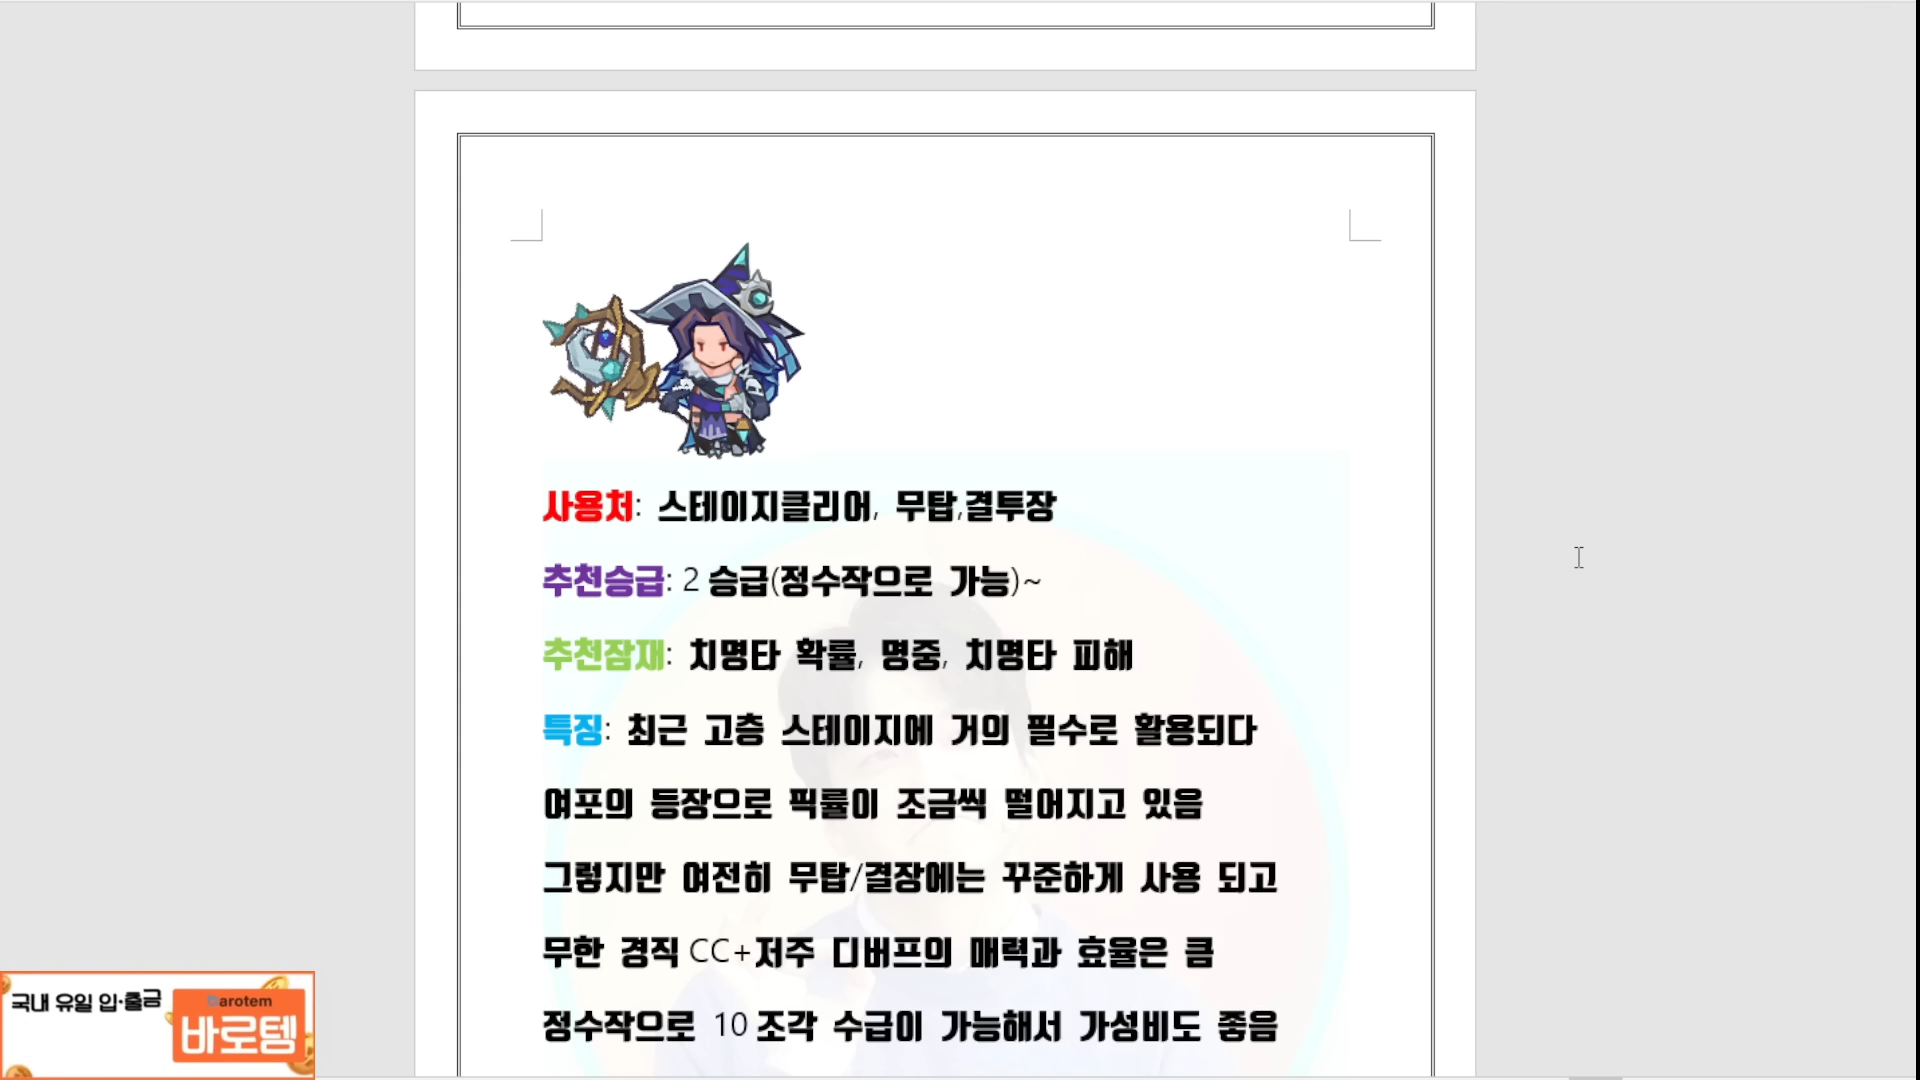 사용처: 스테이지클리어, 무탑,결투장
추천승급: 2 승급(정수작으로 가능)~
추천잠재: 치명타 확률, 명중, 치명타 피해
특징: 최근 고층 스테이지에 거의 필수로 활용되다
여포의 등장으로 픽률이 조금씩 떨어지고 있음
그렇지만 여전히 무탑/결장에는 꾸준하게 사용 되고
무한 경직 CC+저주 디버프의 매력과 효율은 큼
정수작으로 10 조각 수급이 가능해서 가성비도 좋음
국내 유일 입·출금
Barotem
바로템